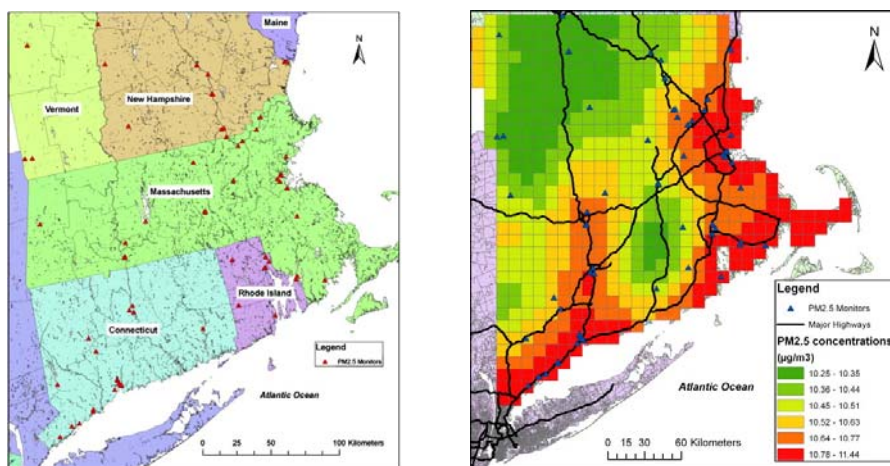 Maine
N
Vermont
New Hampshire
Massachusetts
Rhode Island
Connecticut
Legend
PM2.5 Monitors
Atlantic Ocean
0 25 50 100 Kilometers
N
Legend
PM2.5 Monitors
Major Highways
PM2.5 concentrations
(µg/m3)
10.25 - 10.35
10.36 - 10.44
10.45 - 10.51
10.52 - 10.63
10.64 - 10.77
10.78 - 11.44
Atlantic Ocean
0 15 30 60 Kilometers